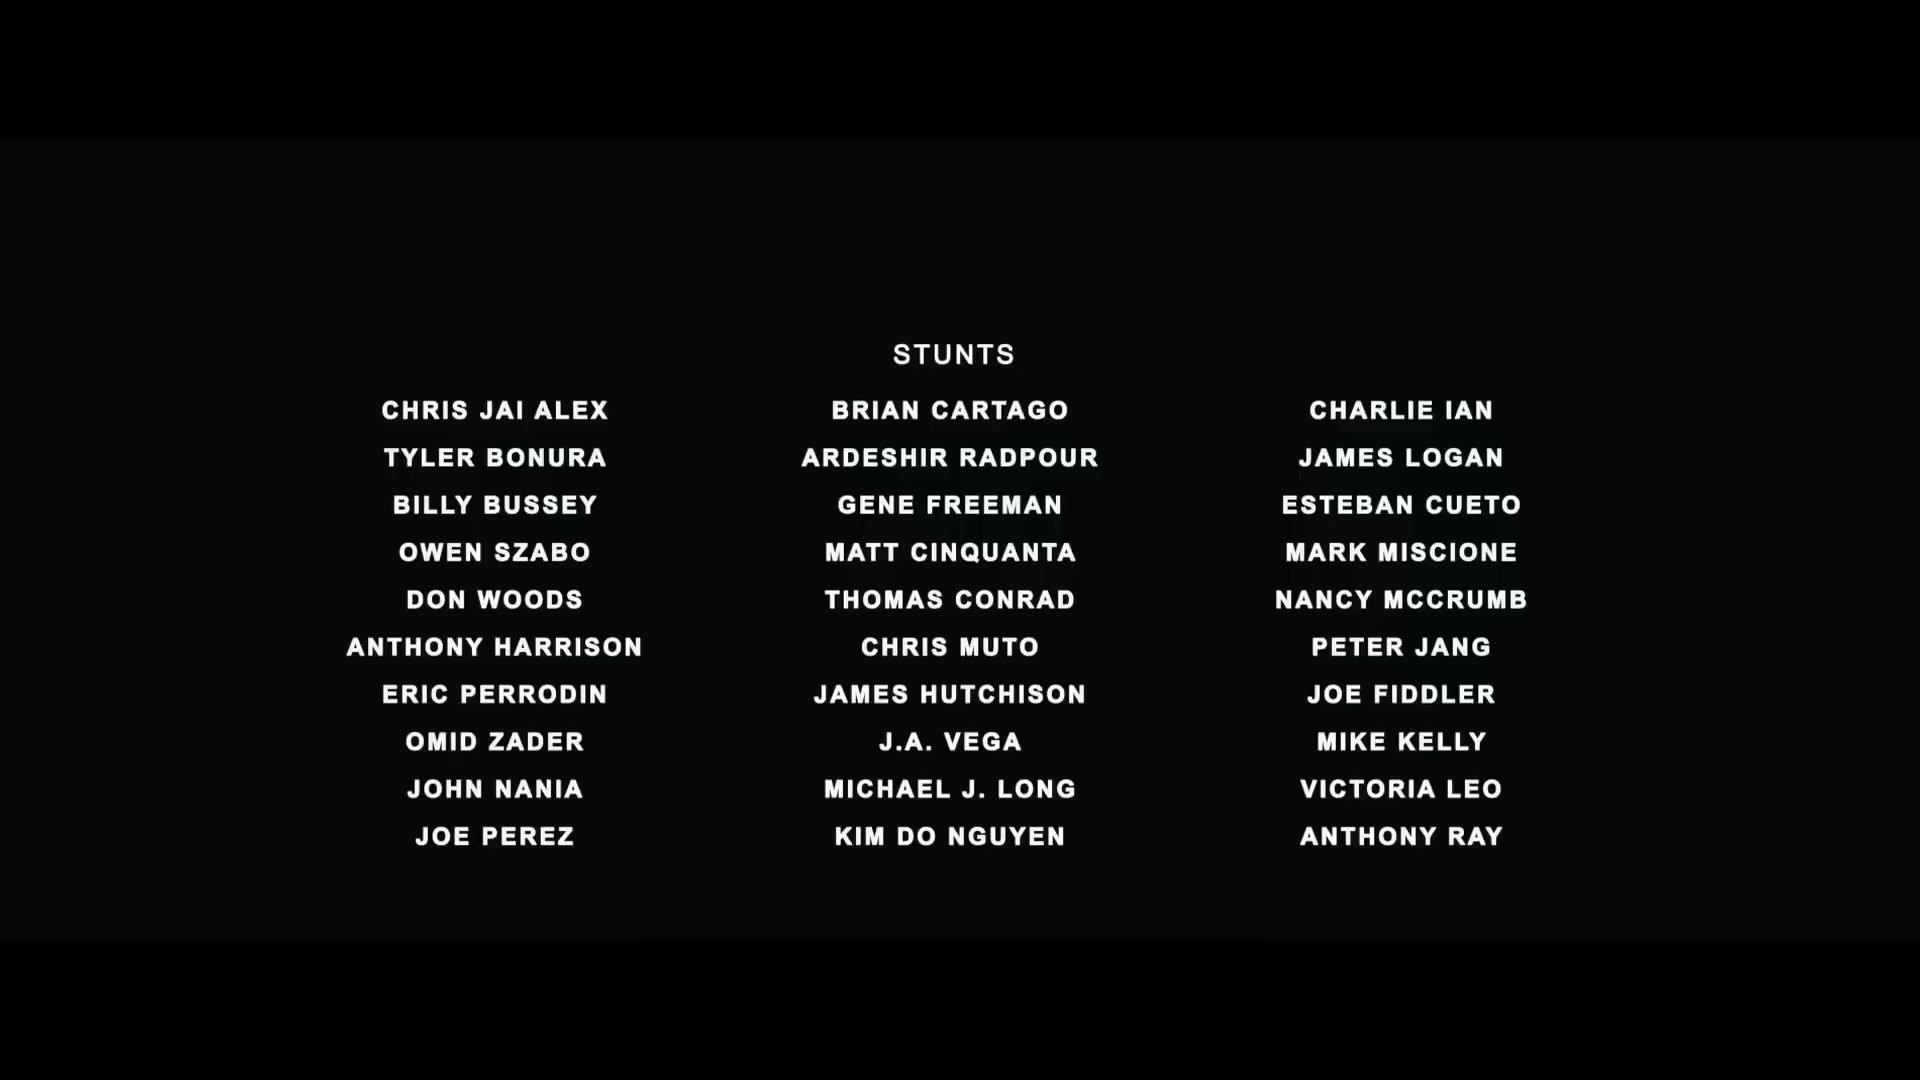 STUNTS
CHRIS JAI ALEX BRIAN CARTAGO CHARLIE IAN
TYLER BONURA ARDESHIR RADPOUR JAMES LOGAN
BILLY BUSSEY GENE FREEMAN ESTEBAN CUETO
OWEN SZABO MATT CINQUANTA MARK MISCIONE
DON WOODS THOMAS CONRAD NANCY MCCRUMB
ANTHONY HARRISON CHRIS MUTO PETER JANG
ERIC PERRODIN JAMES HUTCHISON JOE FIDDLER
OMID ZADER J.A. VEGA MIKE KELLY
JOHN NANIA MICHAEL J. LONG VICTORIA LEO
JOE PEREZ KIM DO NGUYEN ANTHONY RAY